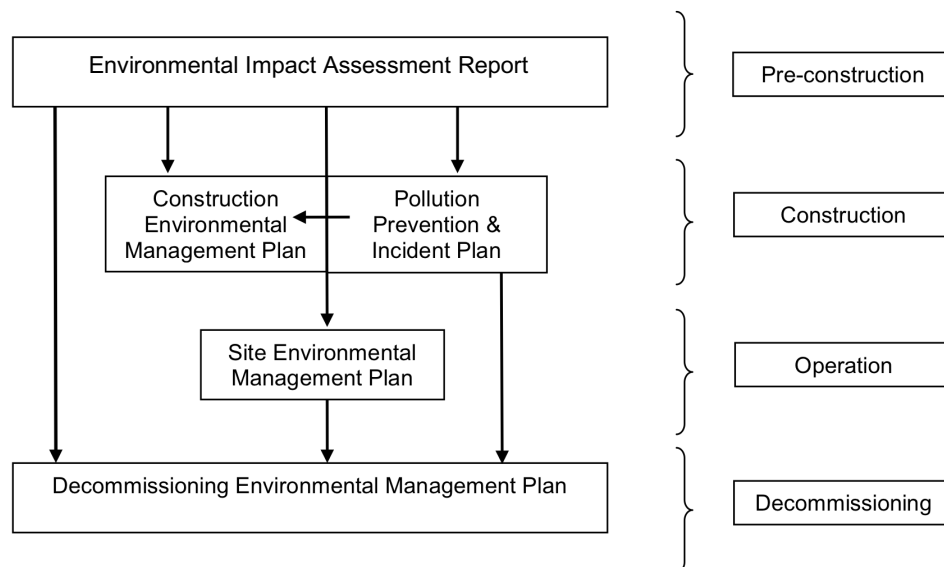 Environmental Impact Assessment Report
Pre-construction
Construction
Environmental
Management Plan
Pollution
Prevention &
Incident Plan
Construction
Site Environmental
Management Plan
Operation
Decommissioning Environmental Management Plan
Decommissioning